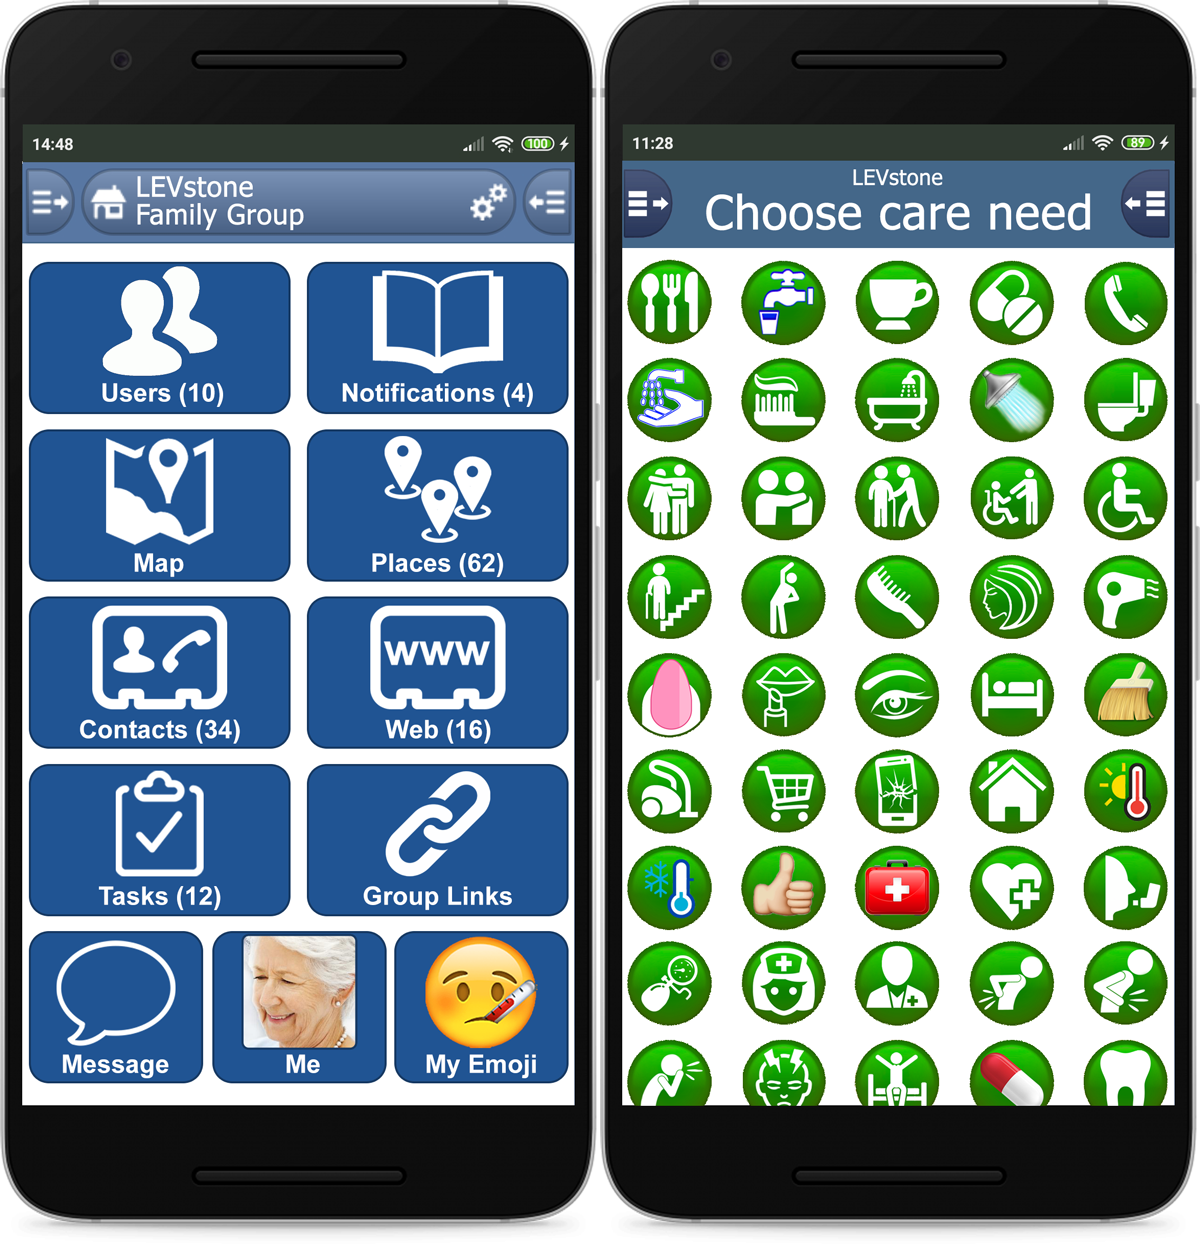 14:48
100
LEVstone
Family Group
Users (10)
Notifications (4)
Map
Places (62)
Contacts (34)
www
Web (16)
Tasks (12)
Group Links
Message
Me
My Emoji
11:28
89
LEVstone
Choose care need